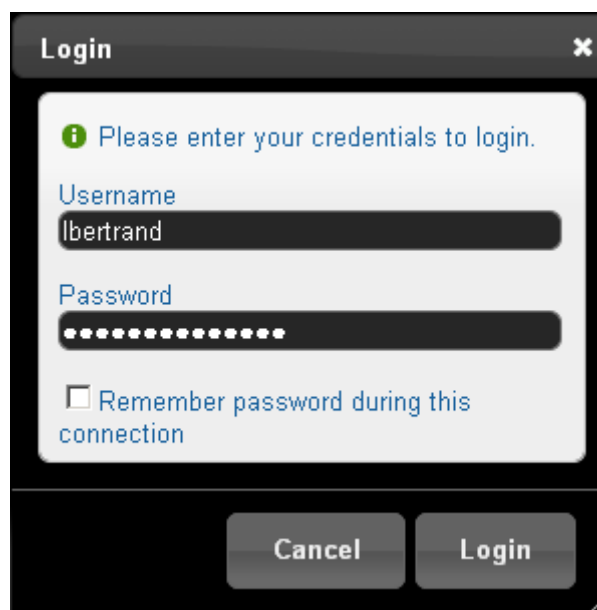 Login
Please enter your credentials to login.
Username
lbertrand
Password
••••••••••••••
Remember password during this
connection
Cancel
Login